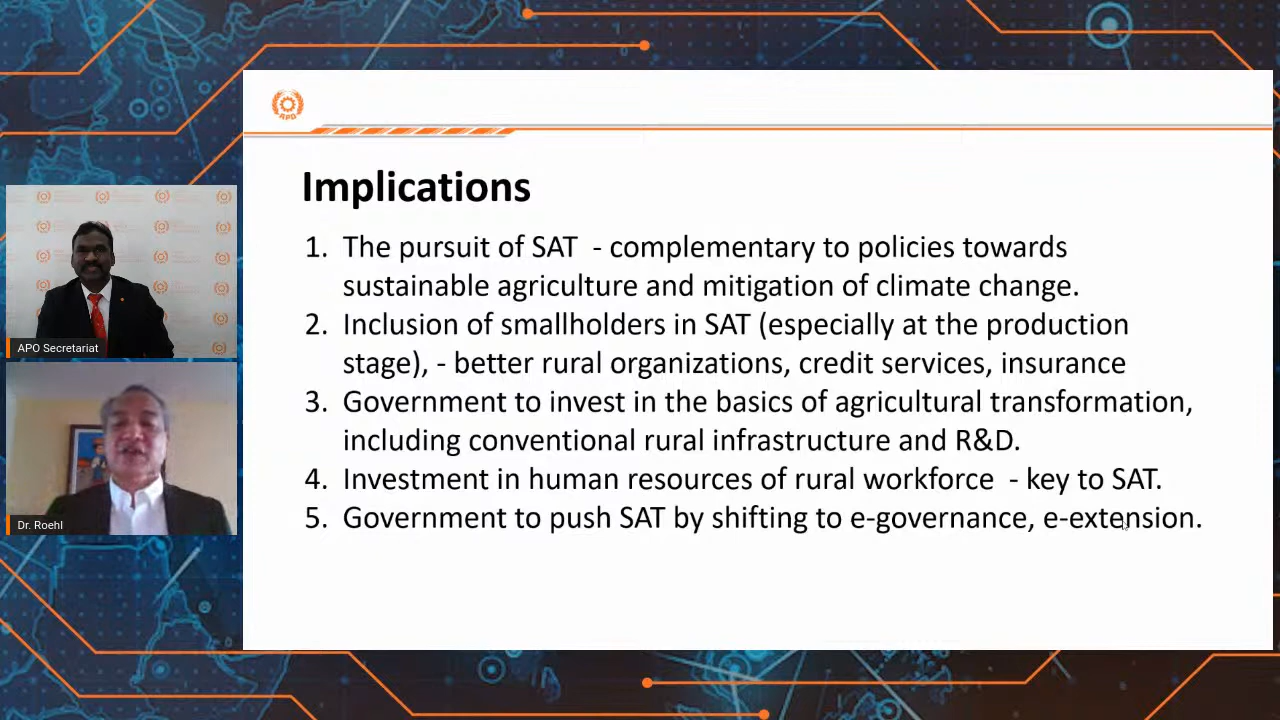 APO
Implications
1. The pursuit of SAT - complementary to policies towards
sustainable agriculture and mitigation of climate change.
2. Inclusion of smallholders in SAT (especially at the production
stage), - better rural organizations, credit services, insurance
3. Government to invest in the basics of agricultural transformation,
including conventional rural infrastructure and R&D.
4. Investment in human resources of rural workforce - key to SAT.
5. Government to push SAT by shifting to e-governance, e-extension.
APO Secretariat
Dr. Roehl